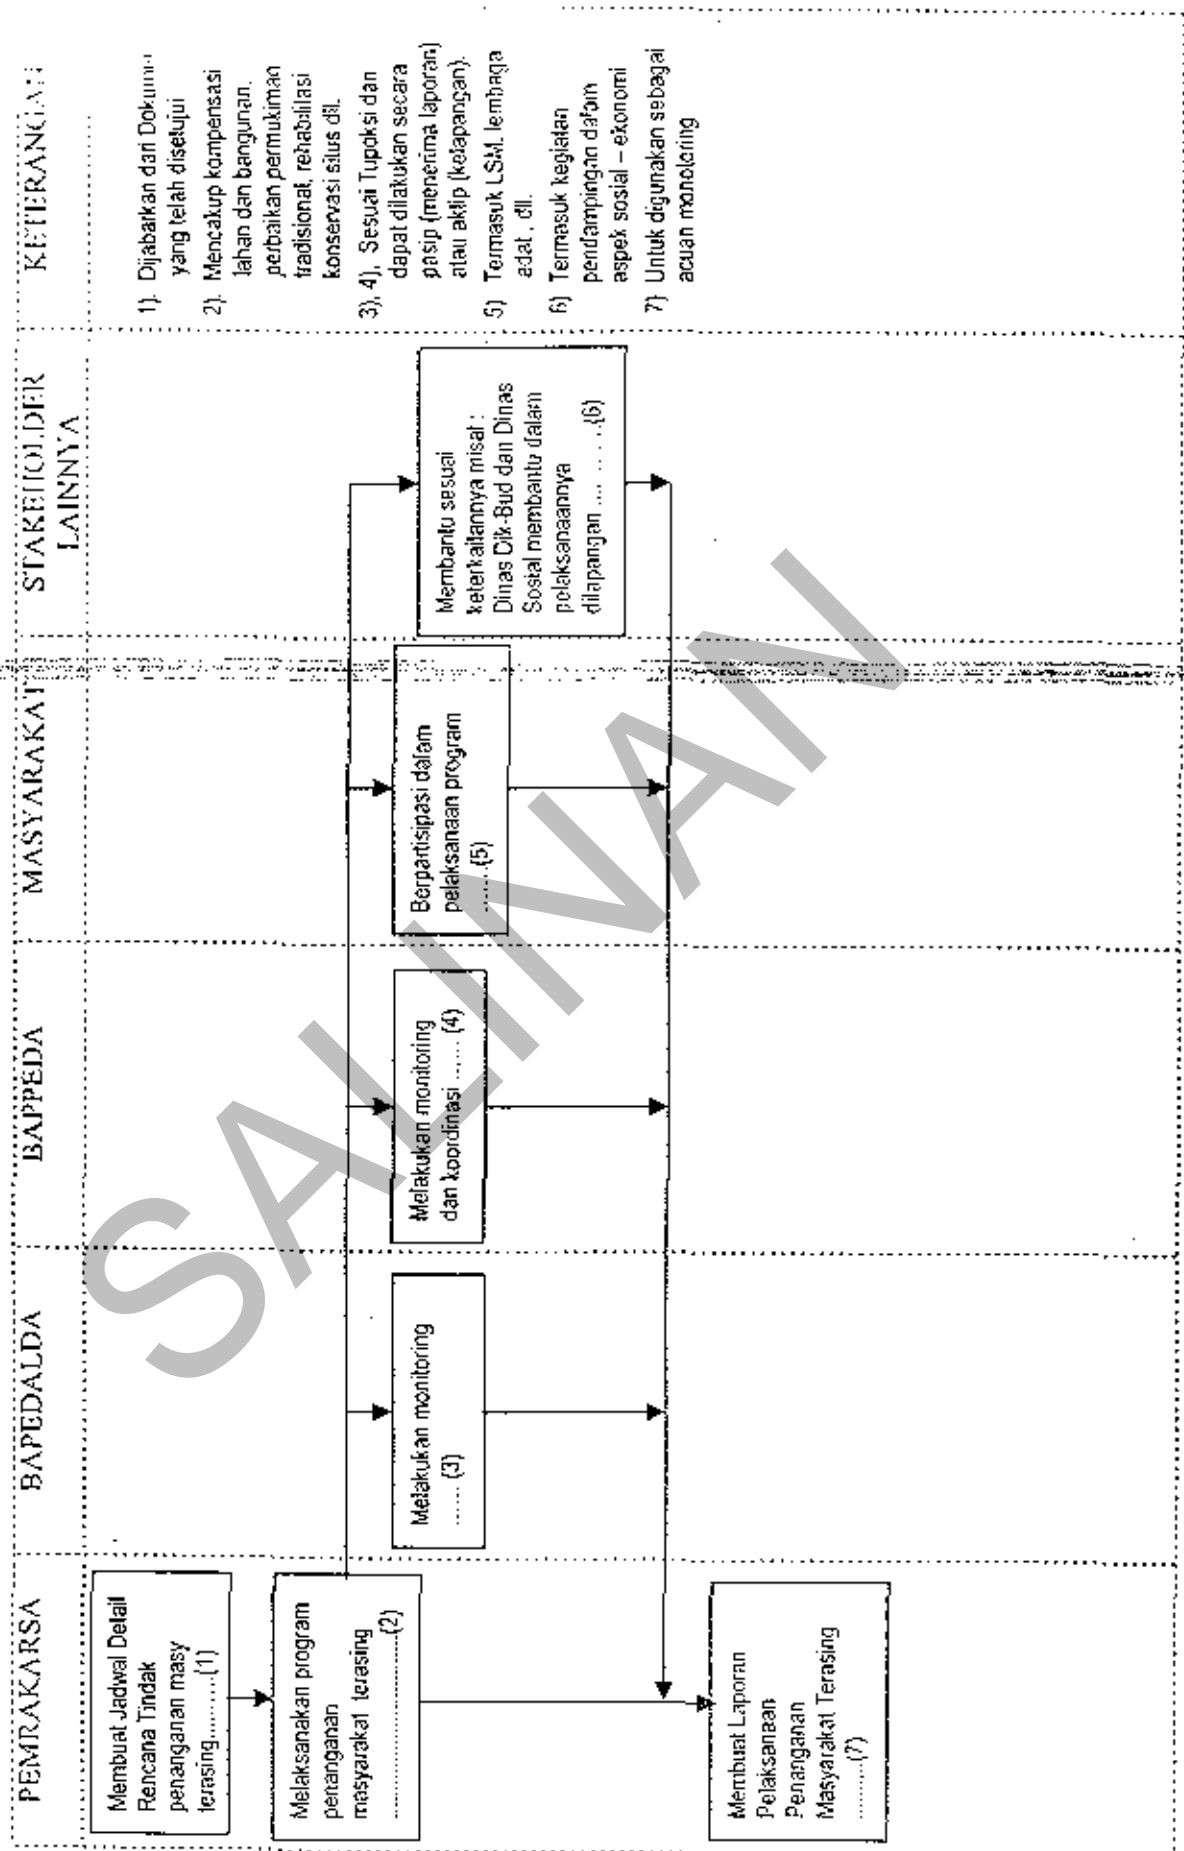 PEMRAKARSA
BAPEDALDA
BAPPEDA
MASYARAKAT
STAKEHOLDER
LAINNYA
KETERANGAN
Membuat Jadwal Detail
Rencana Tindak
penanganan masy
terasing..........(1)
Melaksanakan program
penanganan
masyarakat terasing
..............................(2)
Melakukan monitoring
....... (3)
Melakukan monitoring
dan koordinasi ....... (4)
Berpartisipasi dalam
pelaksanaan program
........(5)
Membantu sesuai
keterkaitannya misal :
Dinas Dik-Bud dan Dinas
Sosial membantu dalam
pelaksanaannya
dilapangan .... ... ... ..(6)
Membuat Laporan
Pelaksanaan
Penanganan
Masyarakat Terasing
.........(7)
1). Dijabarkan dari
yang telah disetujui
2). Mencakup kompensasi
lahan dan bangunan,
perbaikan permukiman
tradisional, rehabilitasi
konservasi situs dll.
3), 4), Sesuai Tupoksi dan
dapat dilakukan secara
pasip (menerima laporan)
atau aktip (kelapangan).
5) Termasuk LSM, lembaga
adat , dll.
6) Termasuk kegiatan
pendampingan dalam
aspek sosial – ekonomi
7) Untuk digunakan sebagai
acuan monotoring
SALINAN